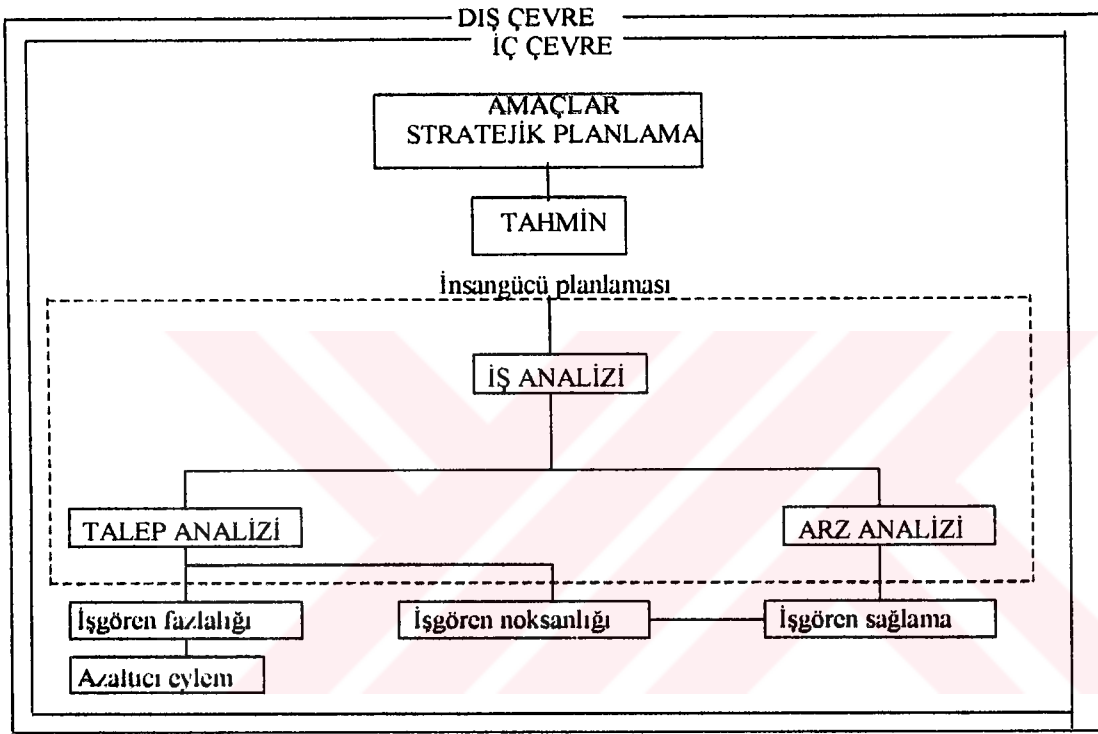 DIŞ ÇEVRE
İÇ ÇEVRE
AMAÇLAR
STRATEJİK PLANLAMA
TAHMİN
İnsangücü planlaması
İŞ ANALİZİ
TALEP ANALİZİ
ARZ ANALİZİ
İşgören fazlalığı
İşgören noksanlığı
İşgören sağlama
Azaltıcı eylem